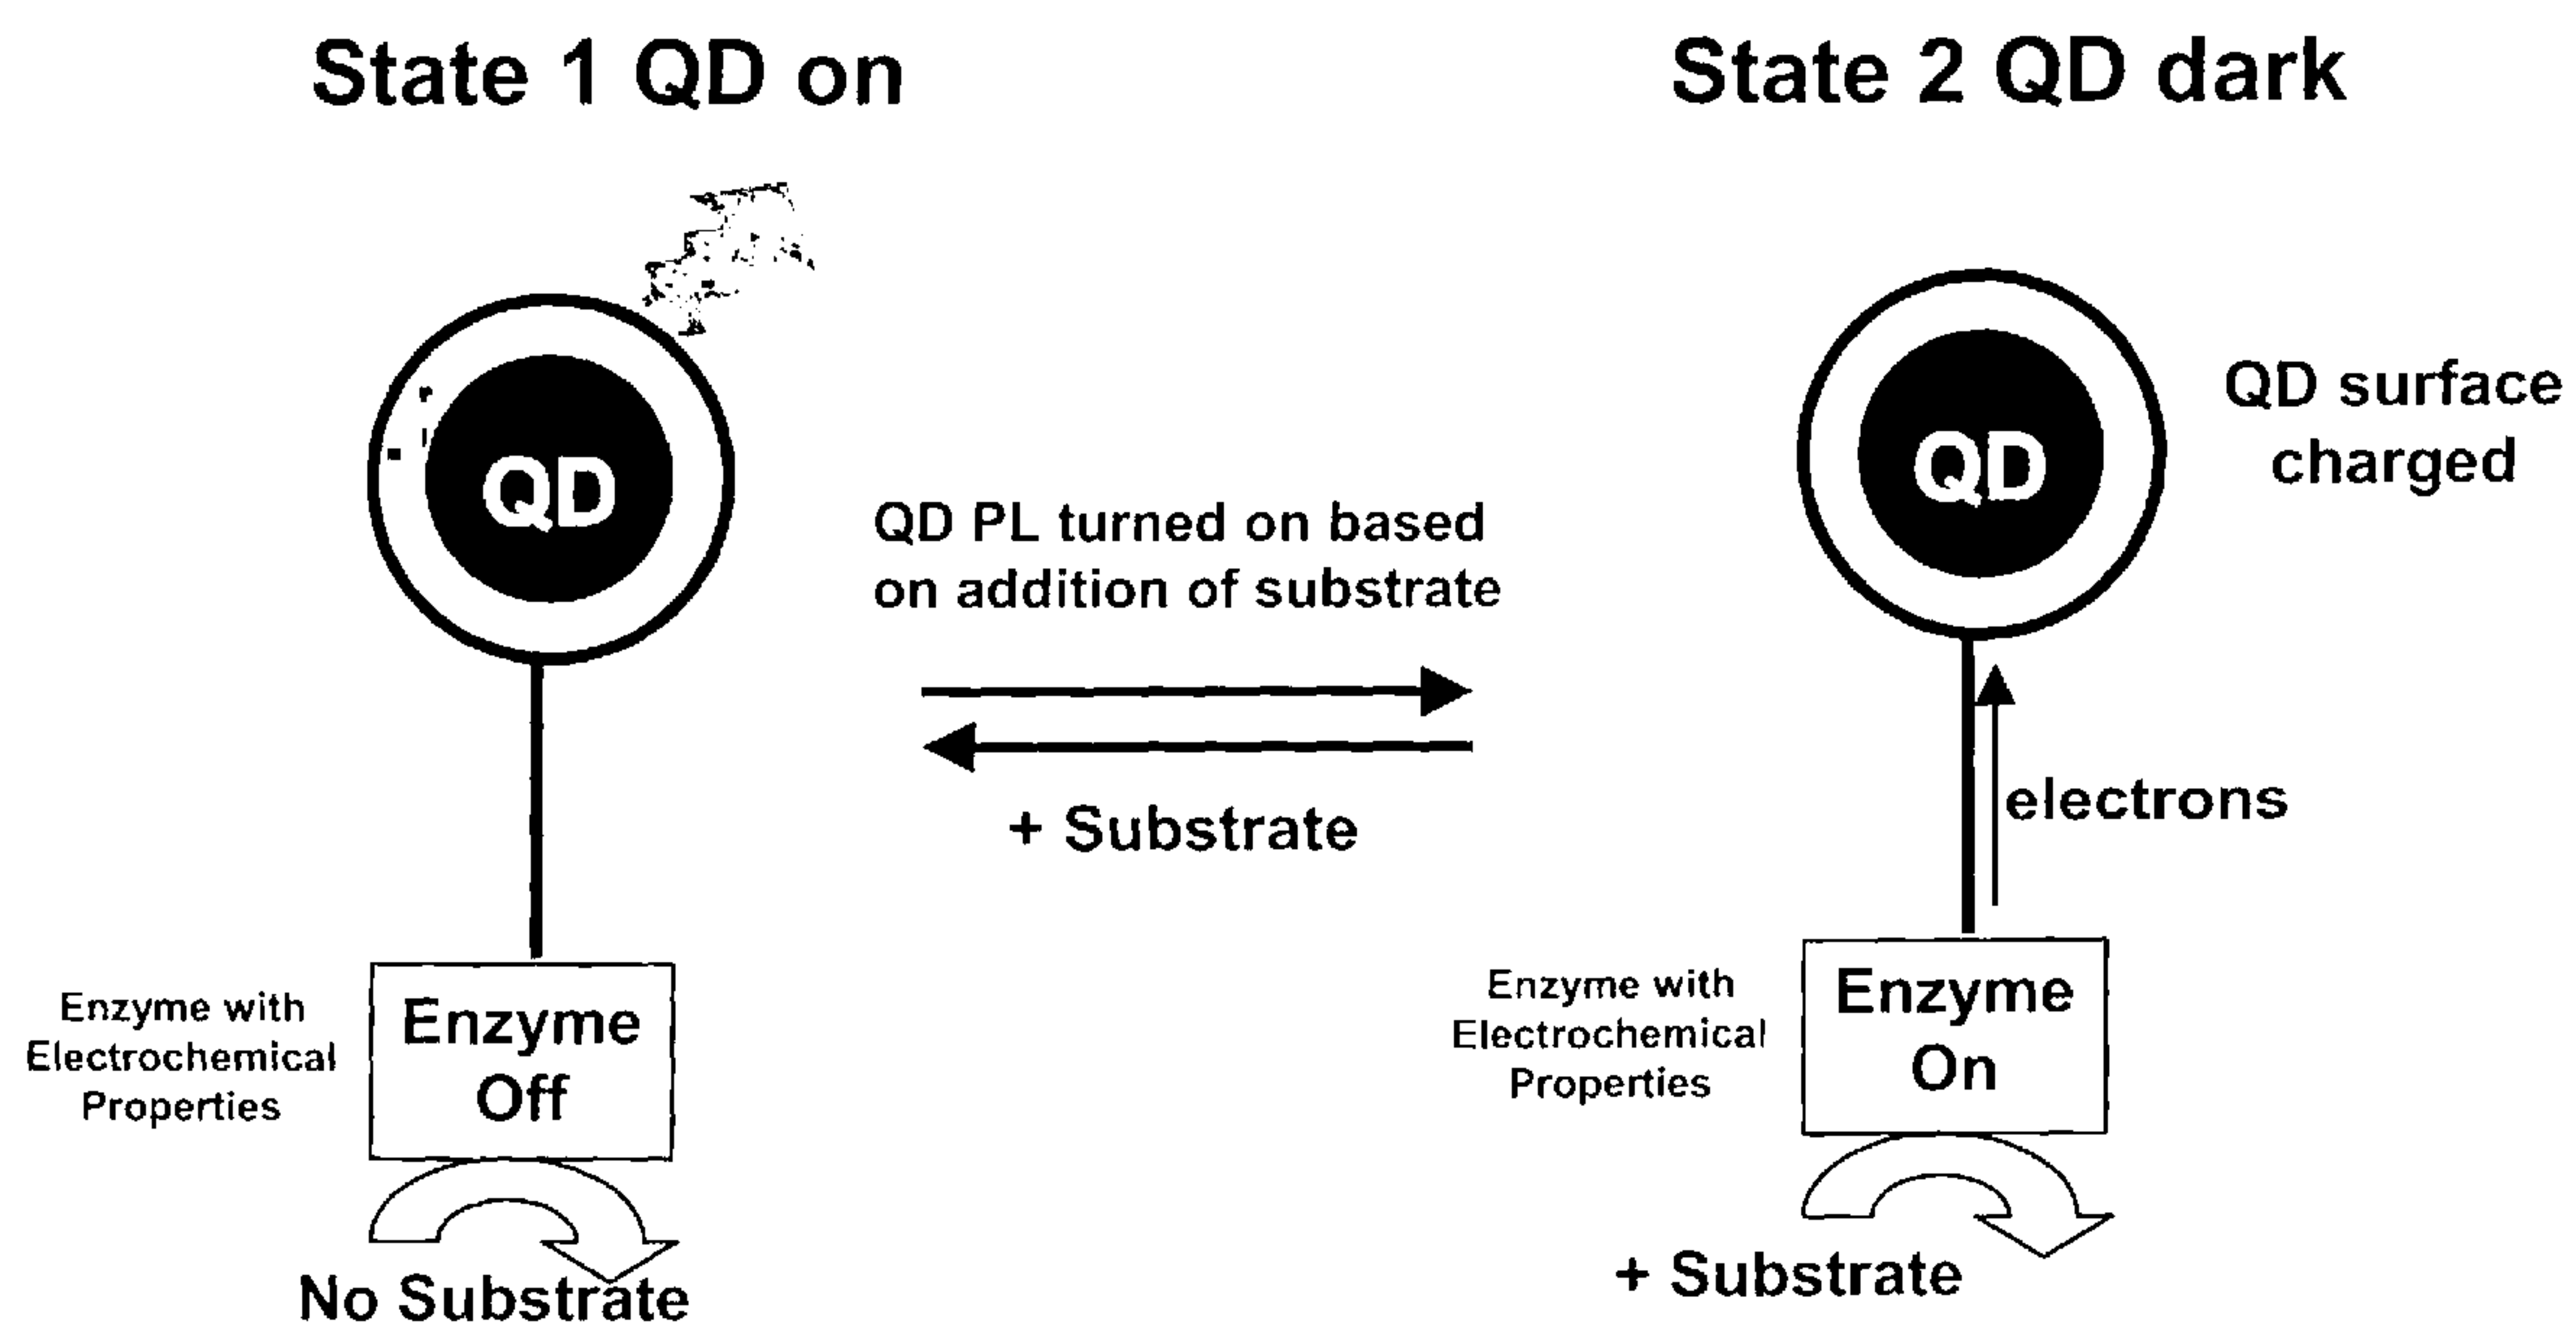 State 1 QD on
State 2 QD dark
QD
QD
QD surface
charged
QD PL turned on based
on addition of substrate
+ Substrate
electrons
Enzyme with
Electrochemical
Properties
Enzyme
Off
No Substrate
Enzyme with
Electrochemical
Properties
Enzyme
On
+ Substrate